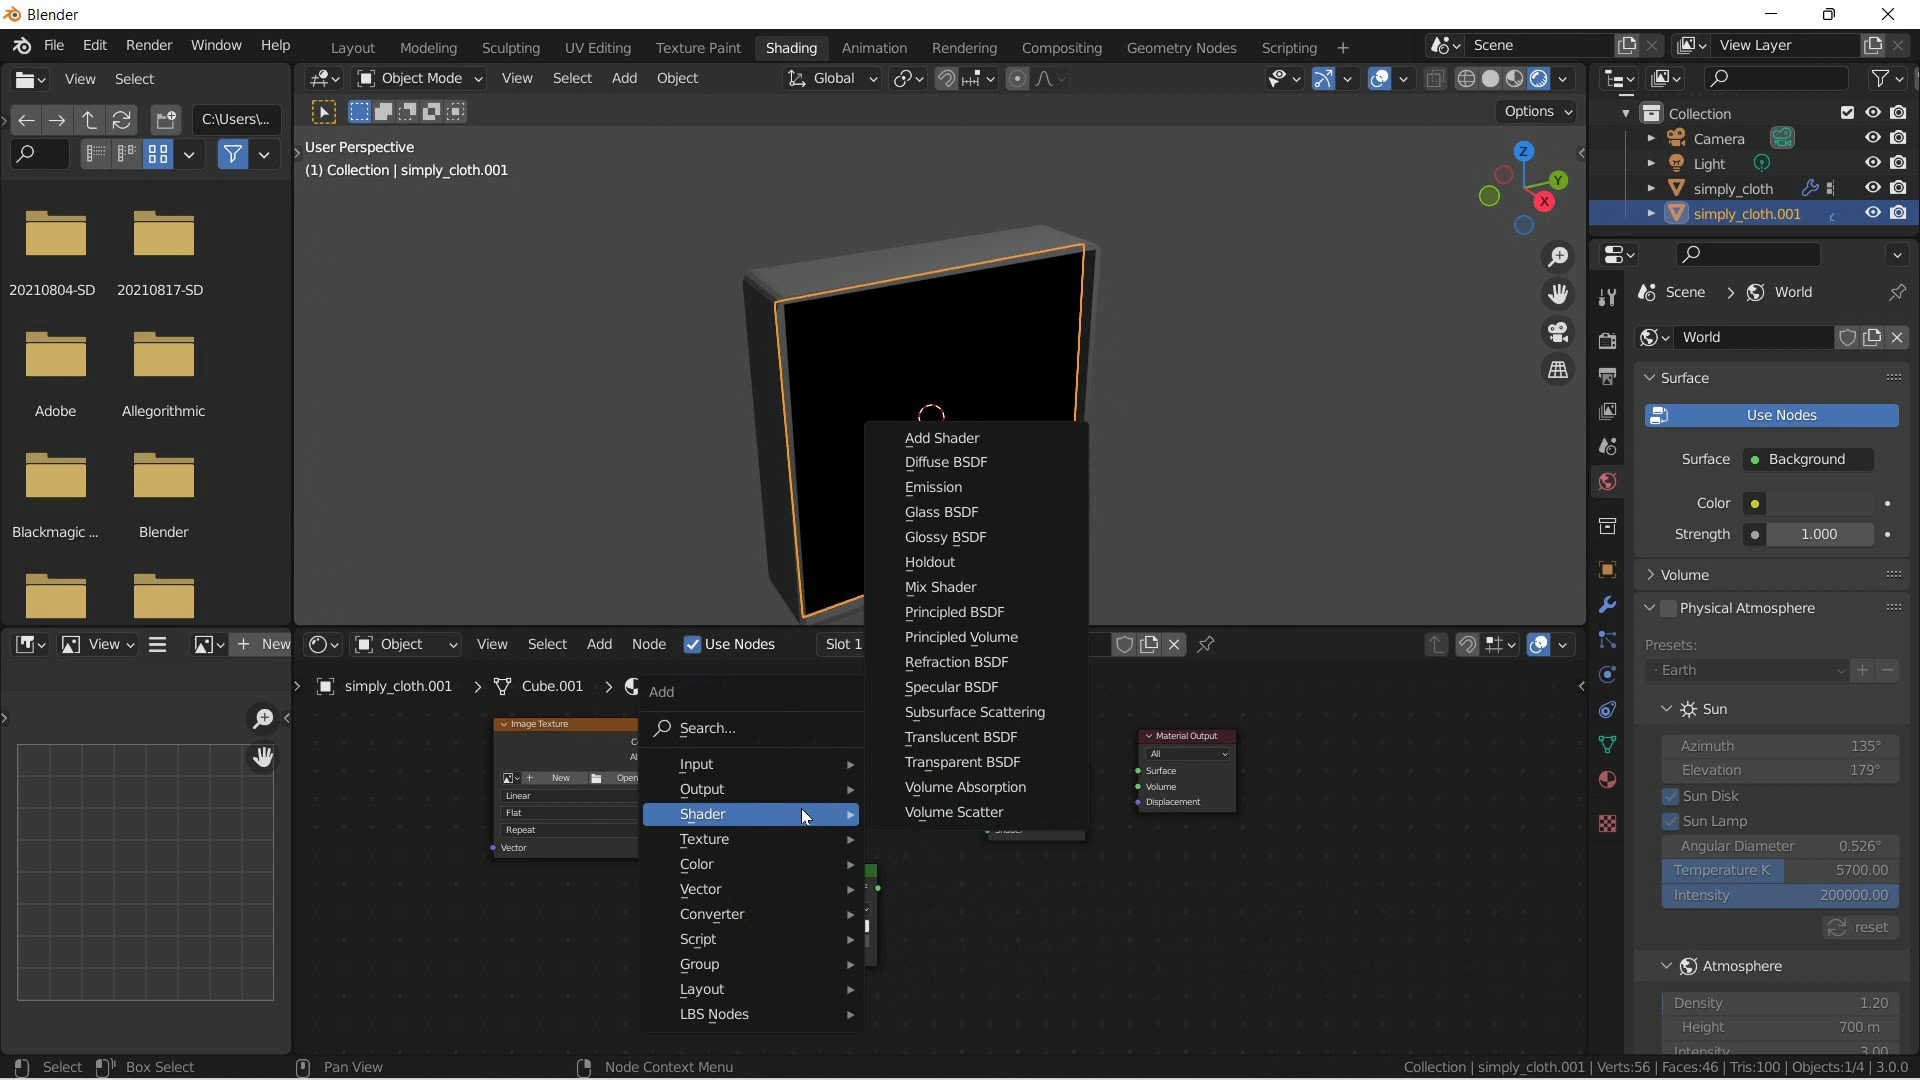 Blender
File Edit Render Window Help
Layout Modeling Sculpting UV Editing Texture Paint Shading Animation Rendering Compositing Geometry Nodes Scripting +
Scene
View Layer
View Select
C:\Users\...
20210804-SD 20210817-SD
Adobe Allegorithmic
Blackmagic ... Blender
Object Mode View Select Add Object Global
Options
User Perspective
(1) Collection | simply_cloth.001
Z
Y
X
Collection
Camera
Light
simply_cloth
simply_cloth.001
Scene > World
World
Surface
Use Nodes
Surface Background
Color
Strength 1.000
Volume
Physical Atmosphere
Presets:
· Earth
Sun
Azimuth 135°
Elevation 179°
Sun Disk
Sun Lamp
Angular Diameter 0.526°
Temperature K 5700.00
Intensity 200000.00
reset
Atmosphere
Density 1.20
Height 700 m
Intensity 3.00
View New
Object View Select Add Node Use Nodes Slot 1
simply_cloth.001 > Cube.001 >
Image Texture
New Open
Linear
Flat
Repeat
Vector
Add
Search...
Input
Output
Shader
Texture
Color
Vector
Converter
Script
Group
Layout
LBS Nodes
Add Shader
Diffuse BSDF
Emission
Glass BSDF
Glossy BSDF
Holdout
Mix Shader
Principled BSDF
Principled Volume
Refraction BSDF
Specular BSDF
Subsurface Scattering
Translucent BSDF
Transparent BSDF
Volume Absorption
Volume Scatter
Material Output
All
Surface
Volume
Displacement
Select Box Select Pan View Node Context Menu
Collection | simply_cloth.001 | Verts:56 | Faces:46 | Tris:100 | Objects:1/4 | 3.0.0